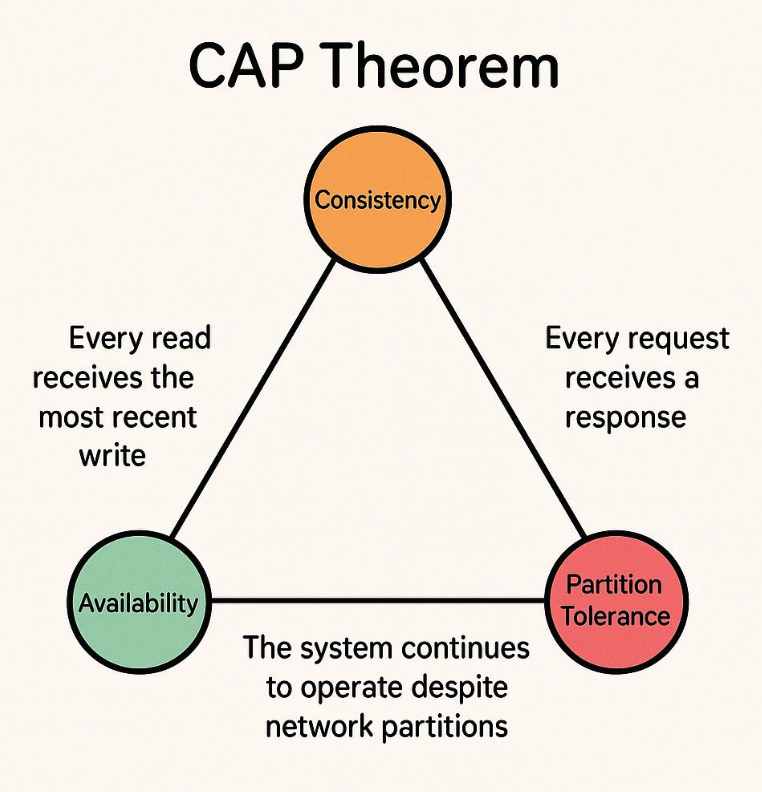 CAP Theorem
Consistency
Every read
receives the
most recent
write
Every request
receives a
response
Availability
Partition
Tolerance
The system continues
to operate despite
network partitions